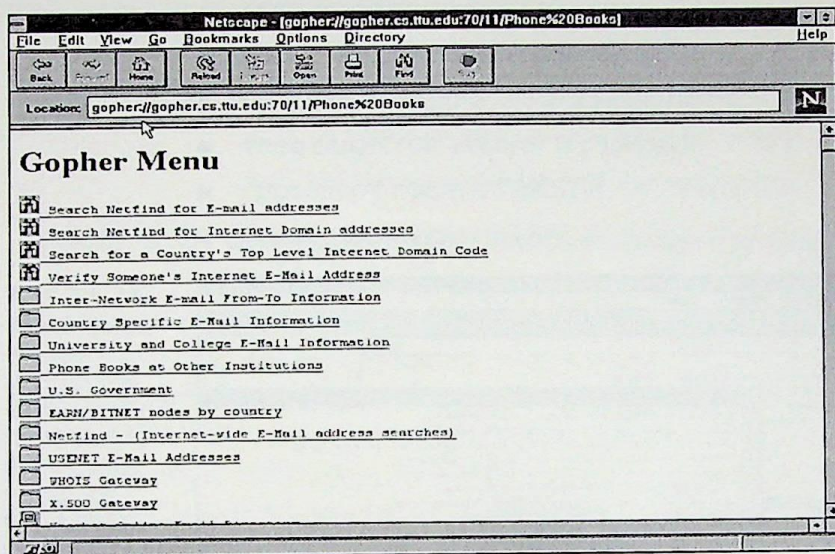 Netscape - [gopher://gopher.cs.ttu.edu:70/11/Phone%20Books]
File Edit View Go Bookmarks Options Directory Help
Back Forward Home Reload Images Open Print Find Stop
Location: gopher://gopher.cs.ttu.edu:70/11/Phone%20Books N
Gopher Menu
Search Netfind for E-mail addresses
Search Netfind for Internet Domain addresses
Search for a Country's Top Level Internet Domain Code
Verify Someone's Internet E-Mail Address
Inter-Network E-mail From-To Information
Country Specific E-Mail Information
University and College E-Mail Information
Phone Books at Other Institutions
U.S. Government
EARN/BITNET nodes by country
Netfind - (Internet-wide E-Mail address searches)
USENET E-Mail Addresses
WHOIS Gateway
X.500 Gateway